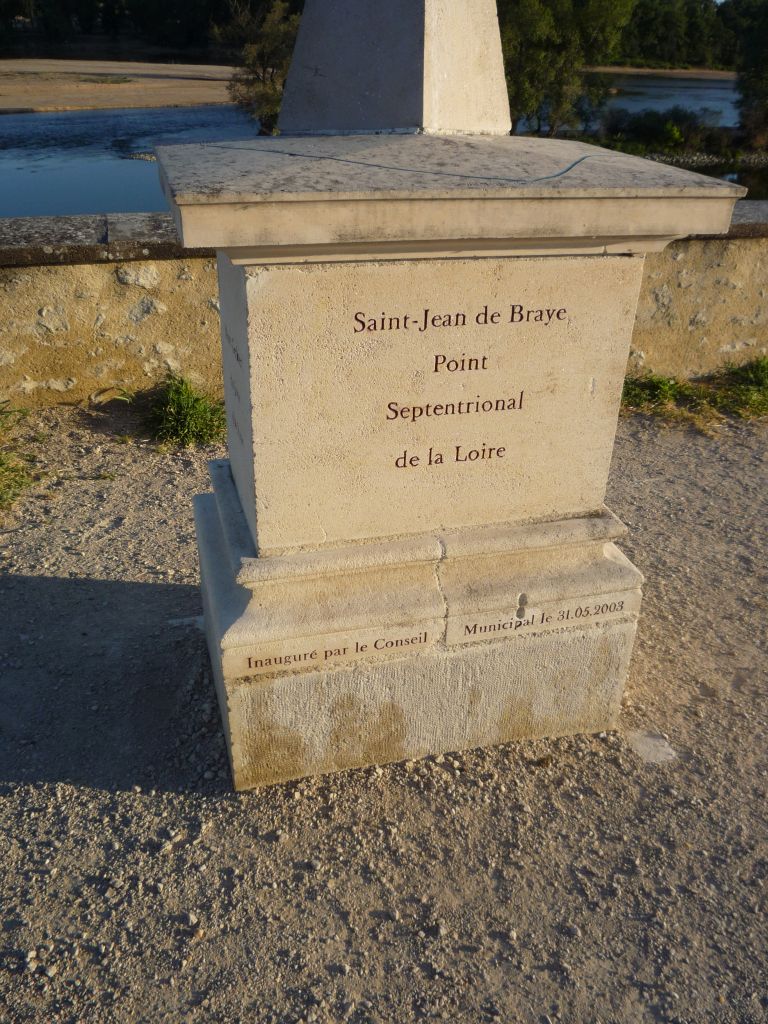 Saint-Jean de Braye
Point
Septentrional
de la Loire
Inauguré par le Conseil Municipal le 31.05.2003